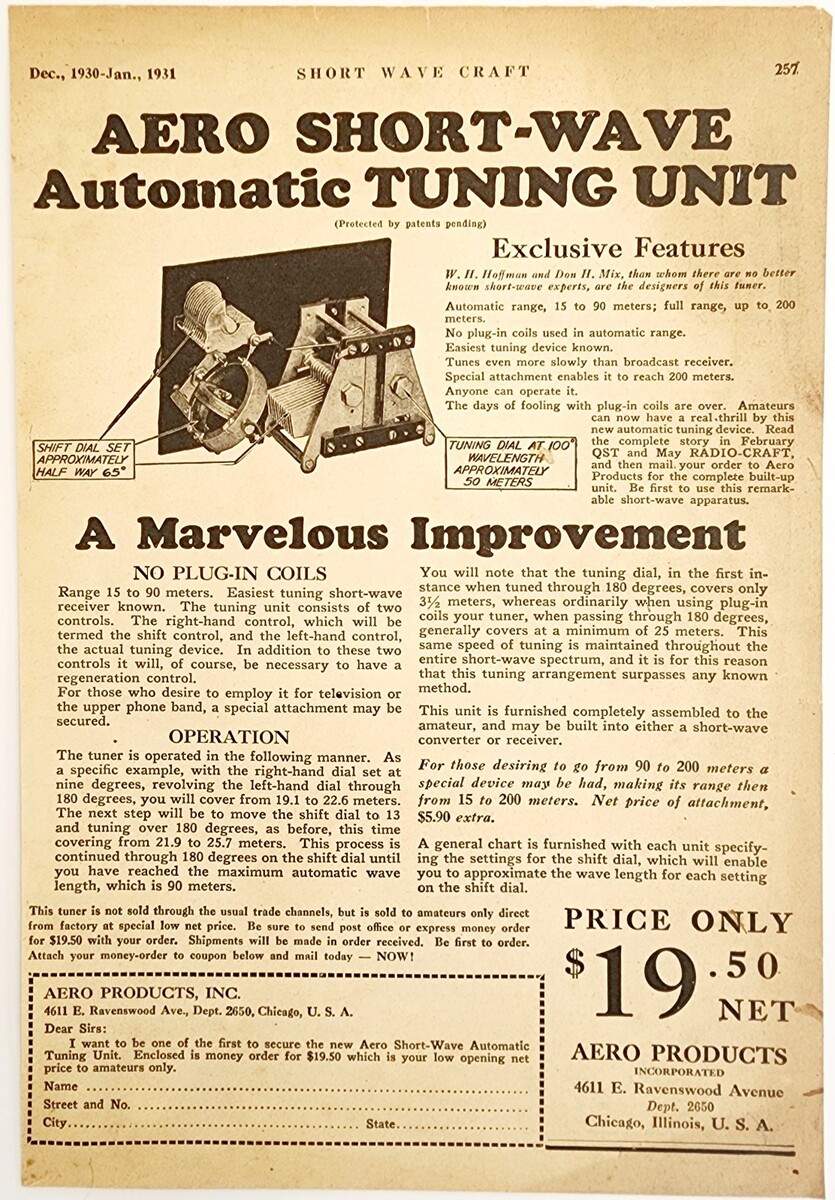 Dec., 1930-Jan., 1931
SHORT WAVE CRAFT
257
AERO SHORT-WAVE
Automatic TUNING UNIT
(Protected by patents pending)
Exclusive Features
W. H. Hoffman and Don H. Mix, than whom there are no better
known short-wave experts, are the designers of this tuner.
Automatic range, 15 to 90 meters; full range, up to 200
meters.
No plug-in coils used in automatic range.
Easiest tuning device known.
Tunes even more slowly than broadcast receiver.
Special attachment enables it to reach 200 meters.
Anyone can operate it.
The days of fooling with plug-in coils are over. Amateurs
can now have a real thrill by this
new automatic tuning device. Read
the complete story in February
QST and May RADIO-CRAFT,
and then mail your order to Aero
Products for the complete built-up
unit. Be first to use this remark-
able short-wave apparatus.
SHIFT DIAL SET
APPROXIMATELY
HALF WAY 65°
TUNING DIAL AT 100°
WAVELENGTH
APPROXIMATELY
50 METERS
A Marvelous Improvement
NO PLUG-IN COILS
Range 15 to 90 meters. Easiest tuning short-wave
receiver known. The tuning unit consists of two
controls. The right-hand control, which will be
termed the shift control, and the left-hand control,
the actual tuning device. In addition to these two
controls it will, of course, be necessary to have a
regeneration control.
For those who desire to employ it for television or
the upper phone band, a special attachment may be
secured.
OPERATION
The tuner is operated in the following manner. As
a specific example, with the right-hand dial set at
nine degrees, revolving the left-hand dial through
180 degrees, you will cover from 19.1 to 22.6 meters.
The next step will be to move the shift dial to 13
and tuning over 180 degrees, as before, this time
covering from 21.9 to 25.7 meters. This process is
continued through 180 degrees on the shift dial until
you have reached the maximum automatic wave
length, which is 90 meters.
You will note that the tuning dial, in the first in-
stance when tuned through 180 degrees, covers only
3½ meters, whereas ordinarily when using plug-in
coils your tuner, when passing through 180 degrees,
generally covers at a minimum of 25 meters. This
same speed of tuning is maintained throughout the
entire short-wave spectrum, and it is for this reason
that this tuning arrangement surpasses any known
method.
This unit is furnished completely assembled to the
amateur, and may be built into either a short-wave
converter or receiver.
For those desiring to go from 90 to 200 meters a
special device may be had, making its range then
from 15 to 200 meters. Net price of attachment,
$5.90 extra.
A general chart is furnished with each unit specify-
ing the settings for the shift dial, which will enable
you to approximate the wave length for each setting
on the shift dial.
This tuner is not sold through the usual trade channels, but is sold to amateurs only direct
from factory at special low net price. Be sure to send post office or express money order
for $19.50 with your order. Shipments will be made in order received. Be first to order.
Attach your money-order to coupon below and mail today — NOW!
AERO PRODUCTS, INC.
4611 E. Ravenswood Ave., Dept. 2650, Chicago, U. S. A.
Dear Sirs:
I want to be one of the first to secure the new Aero Short-Wave Automatic
Tuning Unit. Enclosed is money order for $19.50 which is your low opening net
price to amateurs only.
Name
Street and No.
City State
PRICE ONLY
$19.50
NET
AERO PRODUCTS
INCORPORATED
4611 E. Ravenswood Avenue
Dept. 2650
Chicago, Illinois, U. S. A.